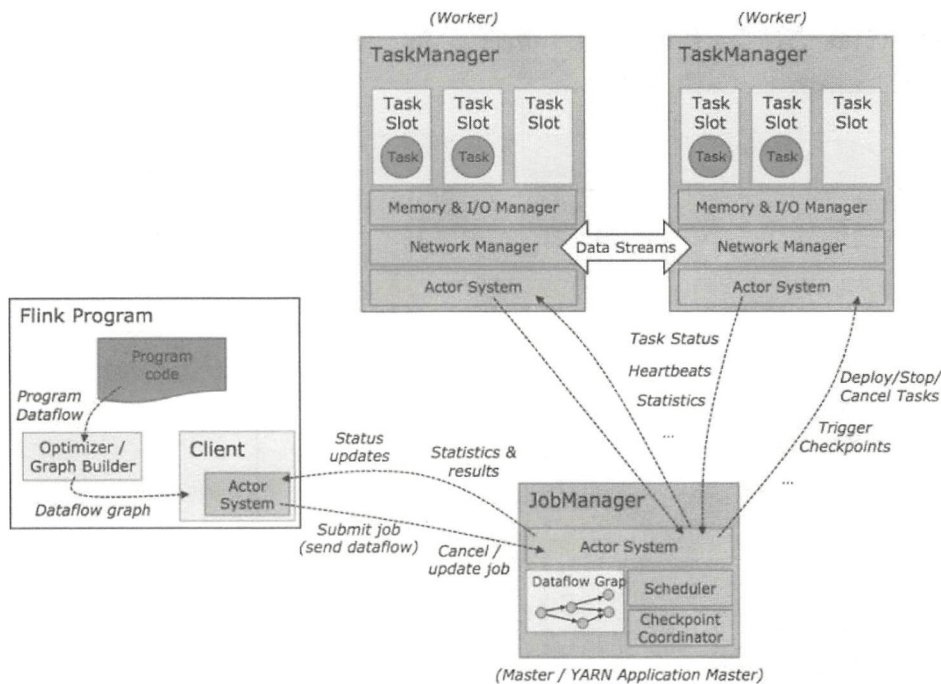 (Worker)
(Worker)
TaskManager
Task
Slot
Task
Slot
Task
Slot
Task
Task
Memory & I/O Manager
Network Manager
Actor System
Data Streams
TaskManager
Task
Slot
Task
Slot
Task
Slot
Task
Task
Memory & I/O Manager
Network Manager
Actor System
Flink Program
Program
code
Program
Dataflow
Optimizer /
Graph Builder
Dataflow graph
Client
Actor
System
Status
updates
Statistics &
results
Submit job
(send dataflow)
Cancel /
update job
Task Status
Heartbeats
Statistics
...
Deploy/Stop/
Cancel Tasks
Trigger
Checkpoints
...
JobManager
Actor System
Dataflow Grap
Scheduler
Checkpoint
Coordinator
(Master / YARN Application Master)